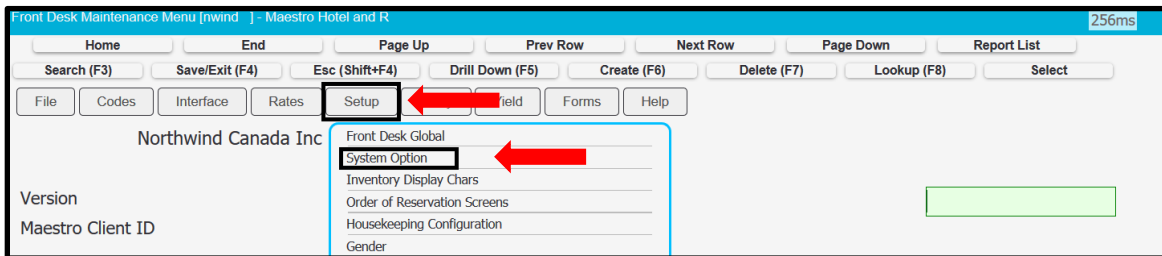 Front Desk Maintenance Menu [nwind ] - Maestro Hotel and R
256ms
Home End Page Up Prev Row Next Row Page Down Report List
Search (F3) Save/Exit (F4) Esc (Shift+F4) Drill Down (F5) Create (F6) Delete (F7) Lookup (F8) Select
File Codes Interface Rates Setup Forms Help
Northwind Canada Inc
Front Desk Global
System Option
Inventory Display Chars
Version
Order of Reservation Screens
Maestro Client ID
Housekeeping Configuration
Gender